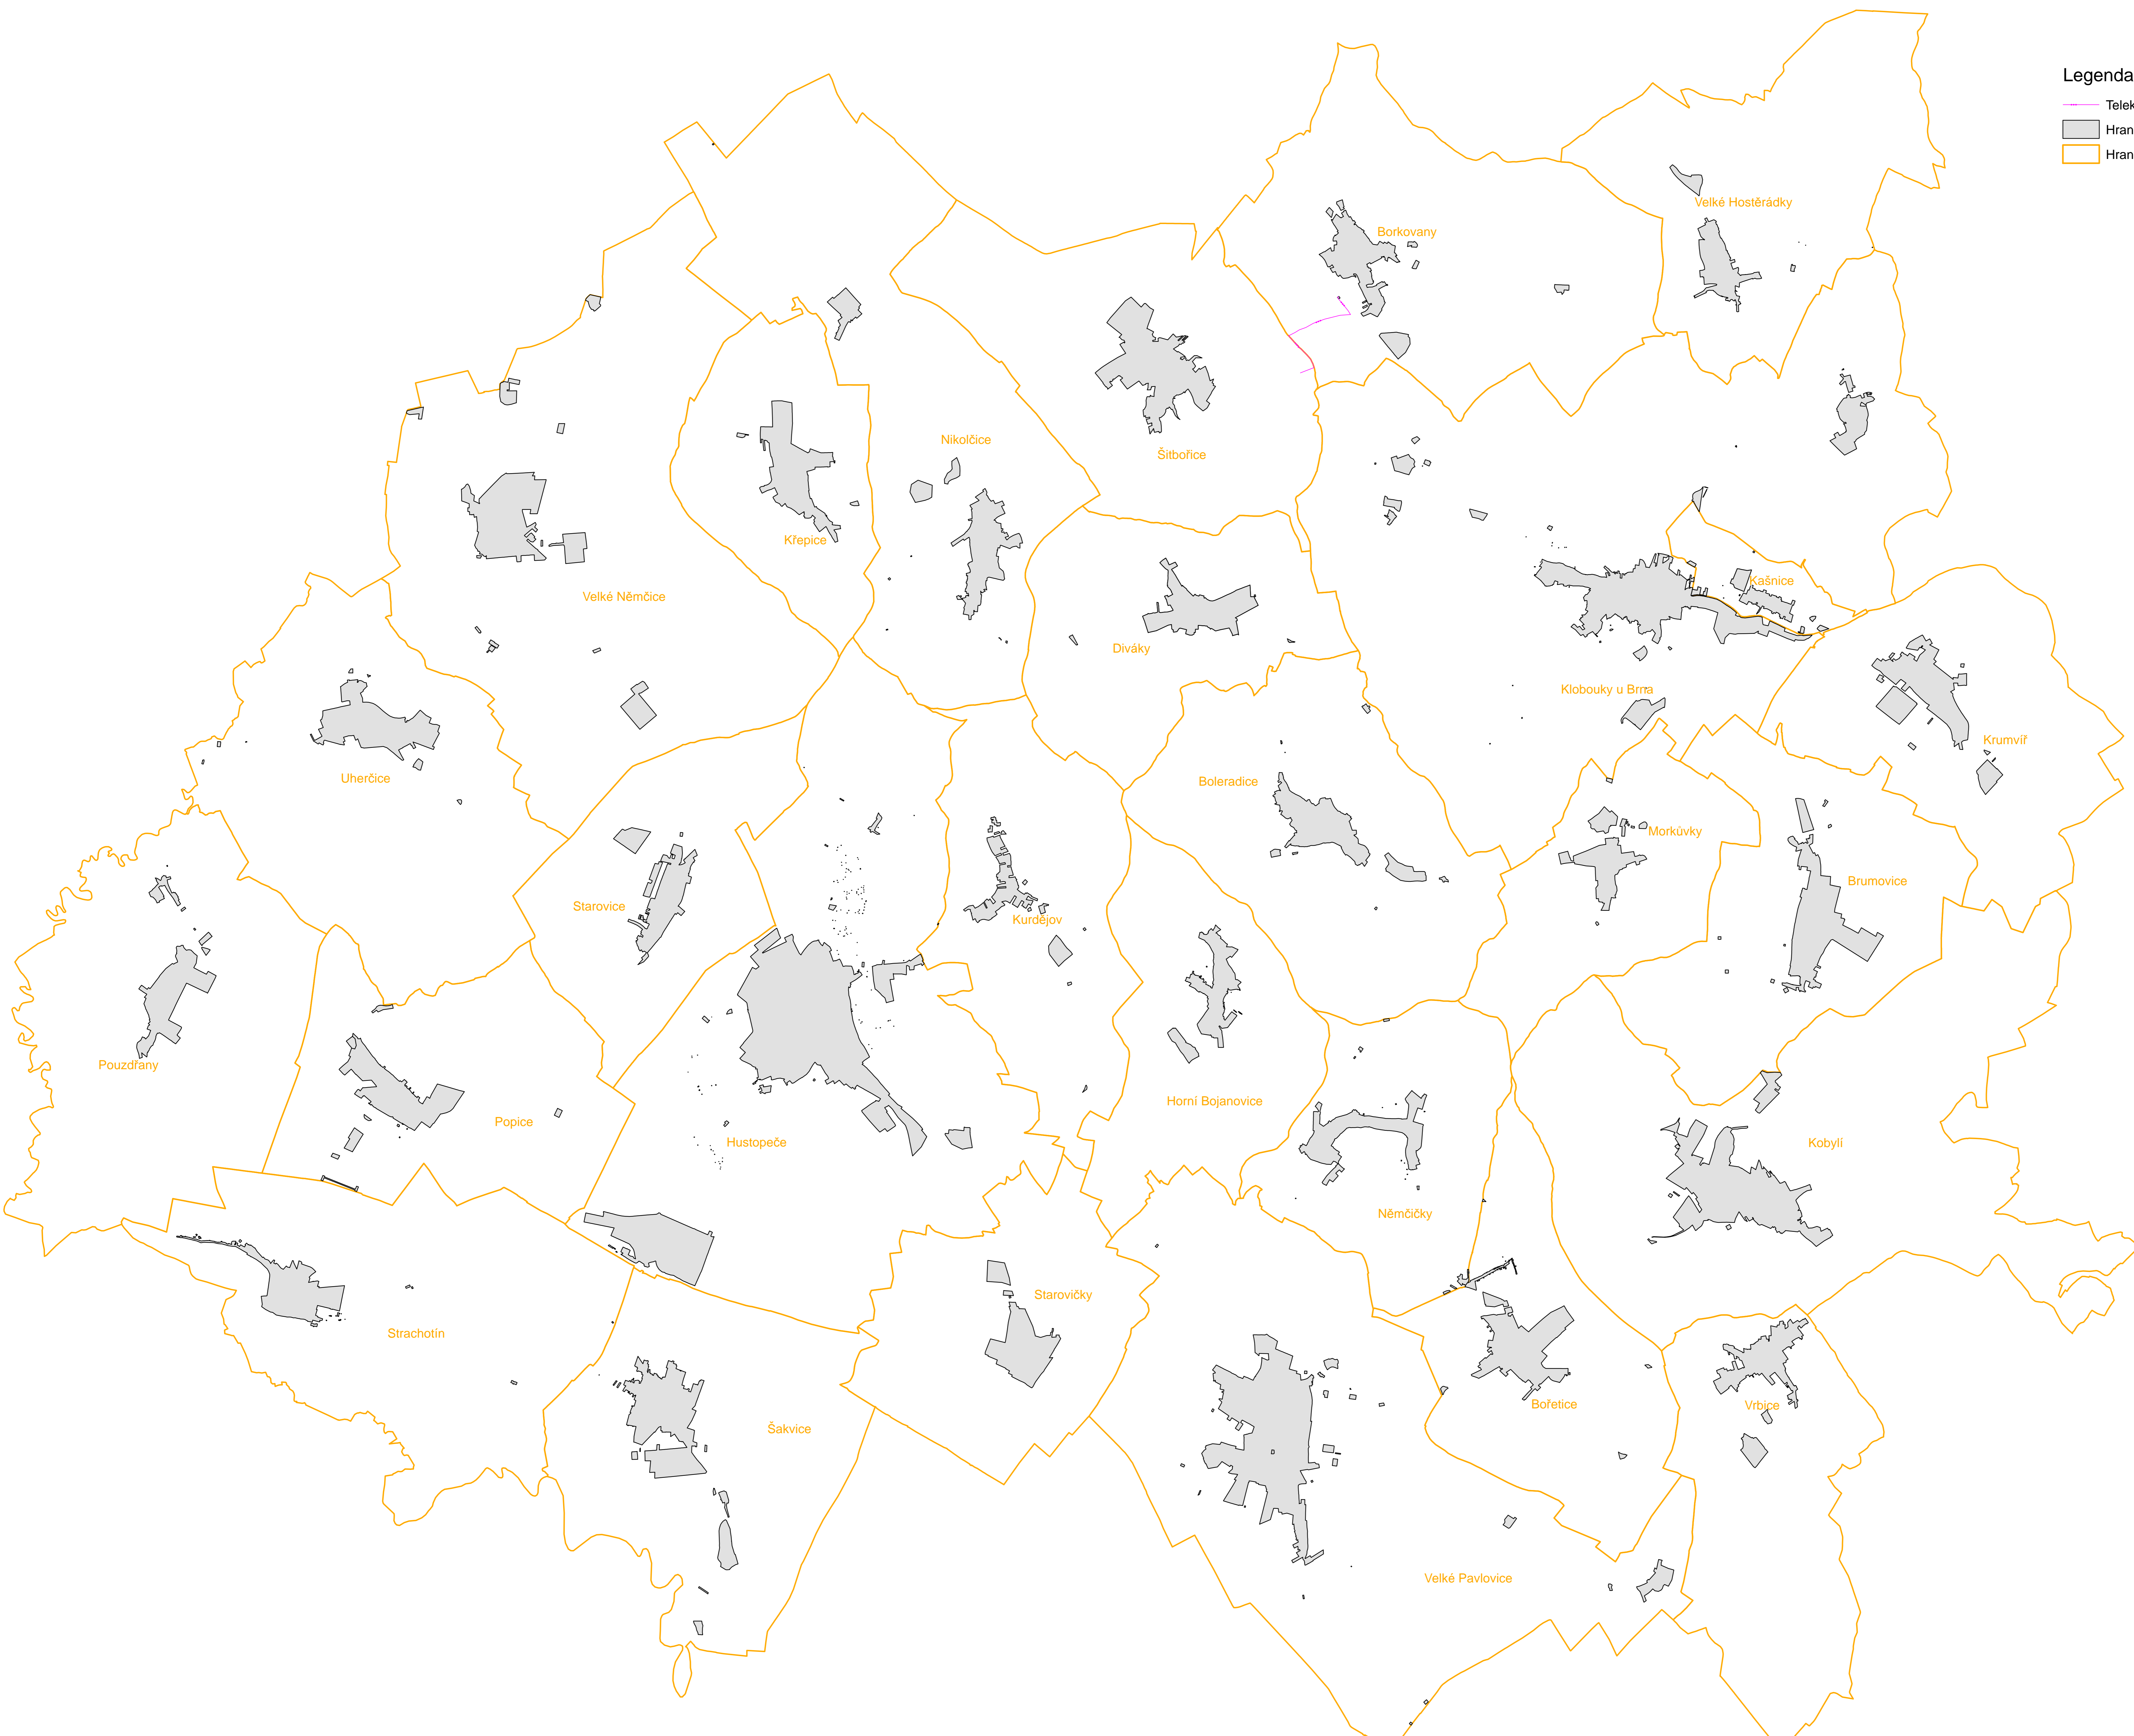 Legenda
Telek
Hran
Hran
Velké Hostěrádky
Borkovany
Nikolčice
Šitbořice
Křepice
Kašnice
Velké Němčice
Diváky
Klobouky u Brna
Krumvíř
Uherčice
Boleradice
Morkůvky
Brumovice
Starovice
Kurdějov
Pouzdřany
Horní Bojanovice
Popice
Hustopeče
Kobylí
Němčičky
Starovičky
Strachotín
Bořetice
Vrbice
Šakvice
Velké Pavlovice